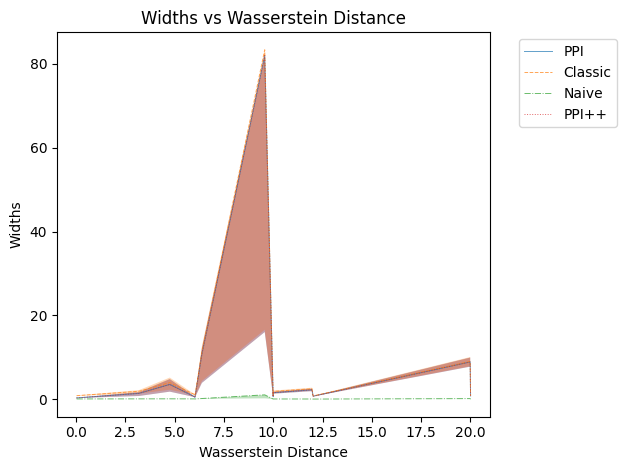 Widths vs Wasserstein Distance
PPI
Classic
Naive
PPI++
Widths
80
60
40
20
0
0.0 2.5 5.0 7.5 10.0 12.5 15.0 17.5 20.0
Wasserstein Distance